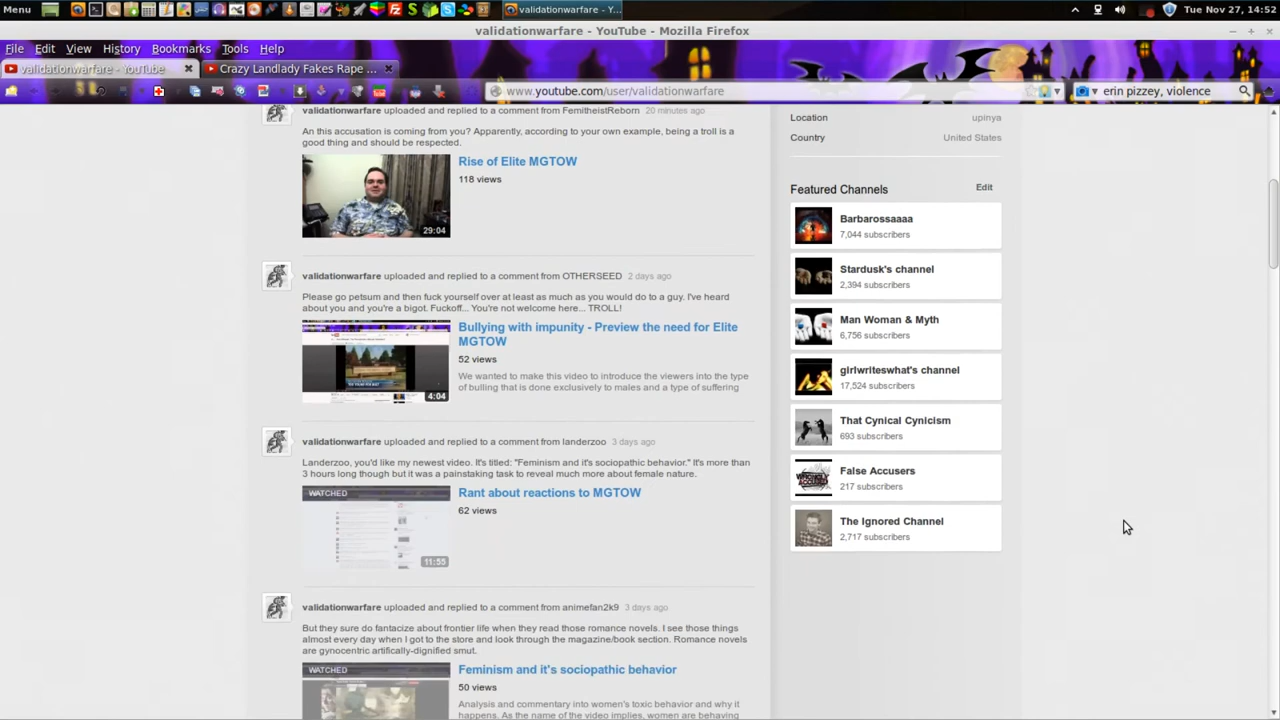 Menu
validationwarfare - Y...
Tue Nov 27, 14:52
validationwarfare - YouTube - Mozilla Firefox
File Edit View History Bookmarks Tools Help
validationwarfare - YouTube
Crazy Landlady Fakes Rape ...
www.youtube.com/user/validationwarfare
erin pizzey, violence
validationwarfare uploaded and replied to a comment from FemitheistReborn 20 minutes ago
An this accusation is coming from you? Apparently, according to your own example, being a troll is a
good thing and should be respected.
Rise of Elite MGTOW
118 views
29:04
validationwarfare uploaded and replied to a comment from OTHERSEED 2 days ago
Please go petsum and then fuck yourself over at least as much as you would do to a guy. I've heard
about you and you're a bigot. Fuckoff... You're not welcome here... TROLL!
Bullying with impunity - Preview the need for Elite
MGTOW
52 views
We wanted to make this video to introduce the viewers into the type
of bulling that is done exclusively to males and a type of suffering
4:04
validationwarfare uploaded and replied to a comment from landerzoo 3 days ago
Landerzoo, you'd like my newest video. It's titled: "Feminism and it's sociopathic behavior." It's more than
3 hours long though but it was a painstaking task to reveal much more about female nature.
WATCHED
Rant about reactions to MGTOW
62 views
11:55
validationwarfare uploaded and replied to a comment from animefan2k9 3 days ago
But they sure do fantacize about frontier life when they read those romance novels. I see those things
almost every day when I got to the store and look through the magazine/book section. Romance novels
are gynocentric artifically-dignified smut.
WATCHED
Feminism and it's sociopathic behavior
50 views
Analysis and commentary into women's toxic behavior and why it
happens. As the name of the video implies, women are behaving
Location upinya
Country United States
Featured Channels Edit
Barbarossaaaa
7,044 subscribers
Stardusk's channel
2,394 subscribers
Man Woman & Myth
6,756 subscribers
girlwriteswhat's channel
17,524 subscribers
That Cynical Cynicism
693 subscribers
False Accusers
217 subscribers
The Ignored Channel
2,717 subscribers